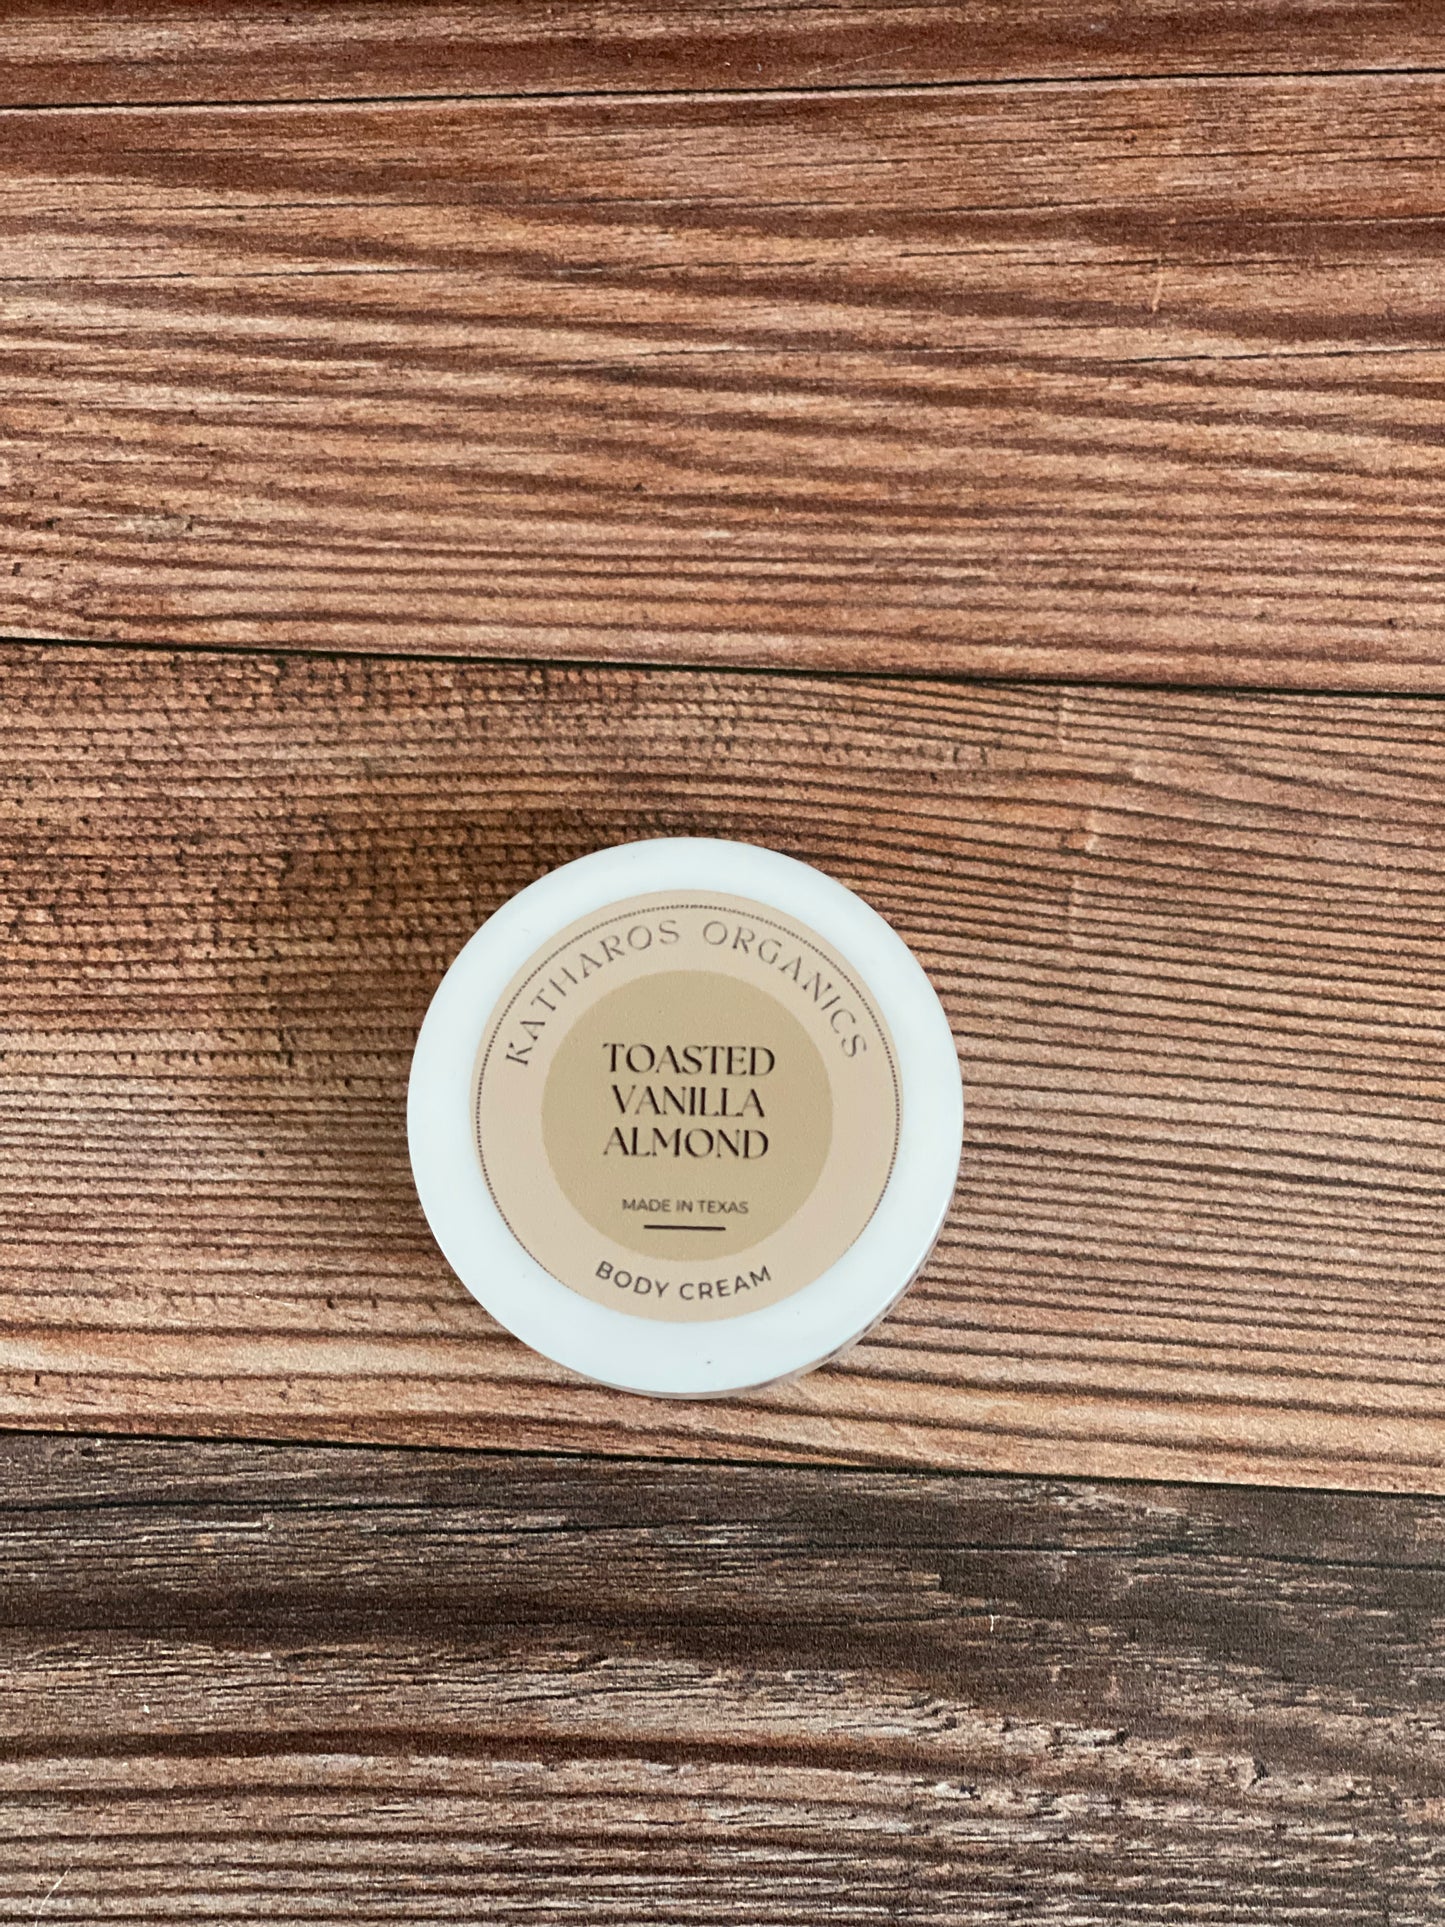 KATHAROS ORGANICS
TOASTED
VANILLA
ALMOND
MADE IN TEXAS
BODY CREAM